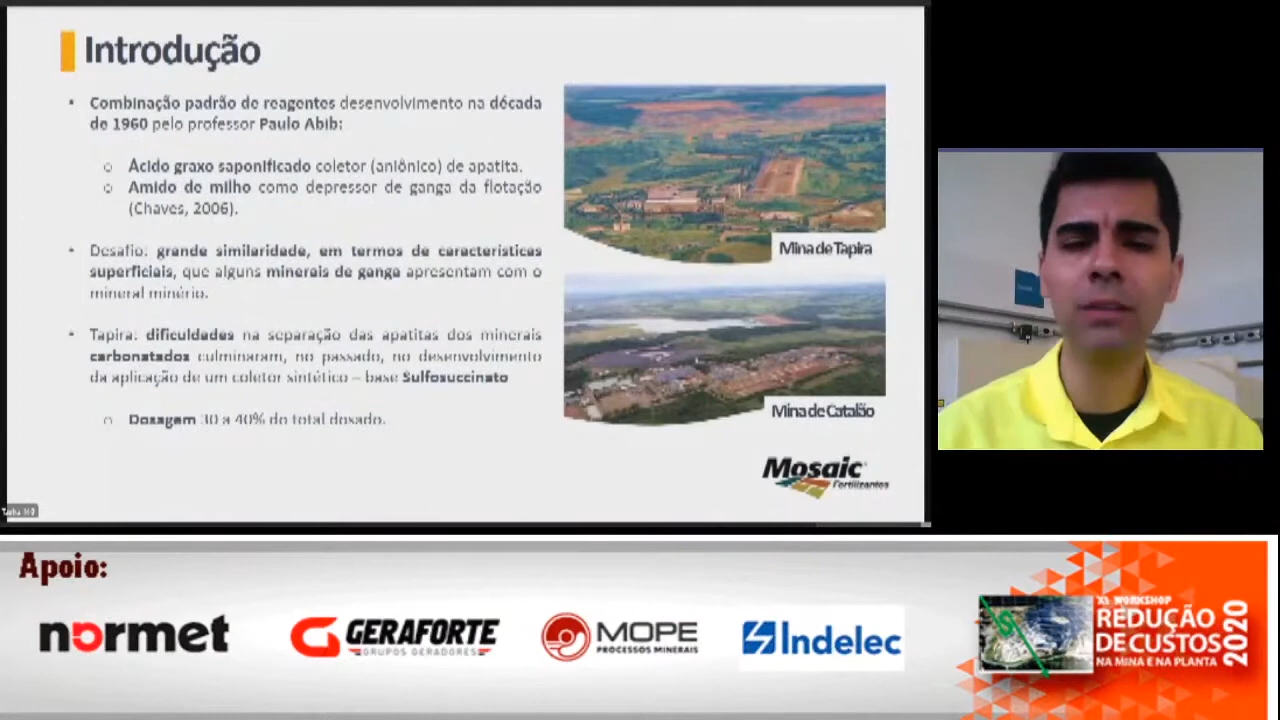 Introdução
Combinação padrão de reagentes desenvolvimento na década
de 1960 pelo professor Paulo Abib:
Ácido graxo saponificado coletor (aniônico) de apatita.
Amido de milho como depressor de ganga da flotação
(Chaves, 2006).
Desafio: grande similaridade, em termos de características
superficiais, que alguns minerais de ganga apresentam com o
mineral minério.
Tapira: dificuldades na separação das apatitas dos minerais
carbonatados culminaram, no passado, no desenvolvimento
da aplicação de um coletor sintético – base Sulfosuccinato
Dosagem 30 a 40% do total dosado.
Mina de Tapira
Mina de Catalão
Mosaic
Fertilizantes
Apoio:
normet
GERAFORTE
GRUPOS GERADORES
MOPE
PROCESSOS MINERAIS
Indelec
XI WORKSHOP
REDUÇÃO
DE CUSTOS
NA MINA E NA PLANTA
2020